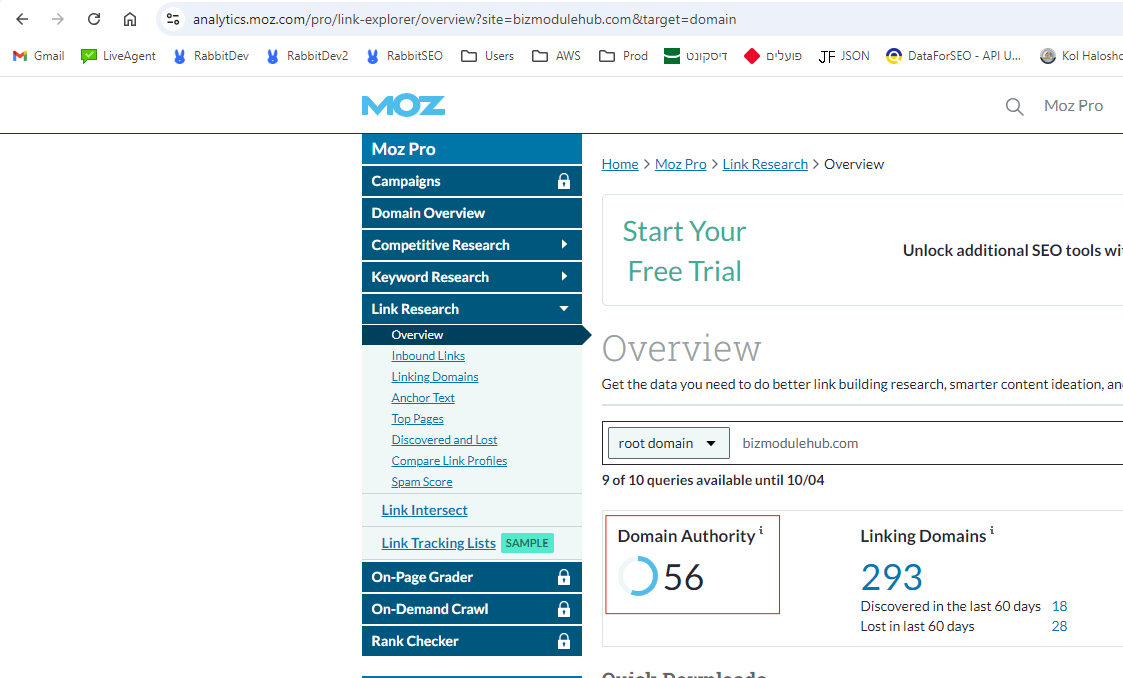 analytics.moz.com/pro/link-explorer/overview?site=bizmodulehub.com&target=domain
Gmail LiveAgent RabbitDev RabbitDev2 RabbitSEO Users AWS Prod דיסקונט פועלים JF JSON DataForSEO - API U... Kol Halosho
MOZ
Moz Pro
Moz Pro
Campaigns
Domain Overview
Competitive Research
Keyword Research
Link Research
Overview
Inbound Links
Linking Domains
Anchor Text
Top Pages
Discovered and Lost
Compare Link Profiles
Spam Score
Link Intersect
Link Tracking Lists SAMPLE
On-Page Grader
On-Demand Crawl
Rank Checker
Home > Moz Pro > Link Research > Overview
Start Your
Free Trial
Unlock additional SEO tools wi
Overview
Get the data you need to do better link building research, smarter content ideation, an
root domain bizmodulehub.com
9 of 10 queries available until 10/04
Domain Authority i
56
Linking Domains i
293
Discovered in the last 60 days 18
Lost in last 60 days 28
Quick Downloads